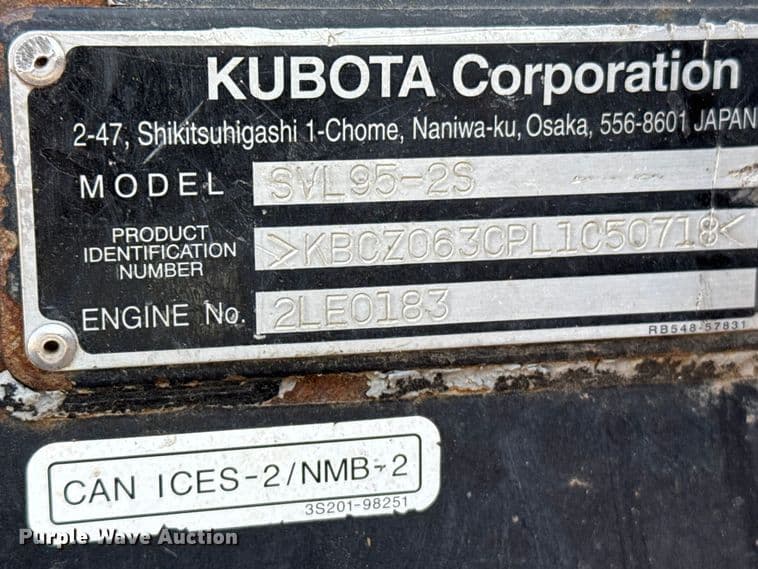 KUBOTA Corporation
2-47, Shikitsuhigashi 1-Chome, Naniwa-ku, Osaka, 556-8601 JAPAN
MODEL SVL95-2S
PRODUCT IDENTIFICATION NUMBER >KBCZ063CPL1C50718<
ENGINE No. 2LE0183
RB548-57831
CAN ICES-2/NMB-2
3S201-98251
Purple Wave Auction